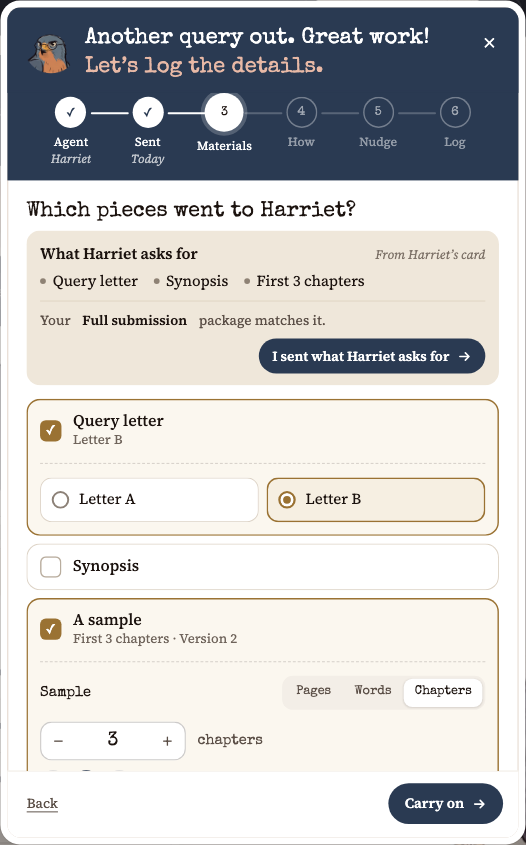 Another query out. Great work!
Let's log the details.
3
4
5
6
Agent
Sent
Materials
How
Nudge
Log
Harriet
Today
Which pieces went to Harriet?
What Harriet asks for
From Harriet's card
Query letter
Synopsis
First 3 chapters
Your Full submission package matches it.
I sent what Harriet asks for →
Query letter
Letter B
Letter A
Letter B
Synopsis
A sample
First 3 chapters · Version 2
Sample
Pages
Words
Chapters
− 3 + chapters
Back
Carry on →